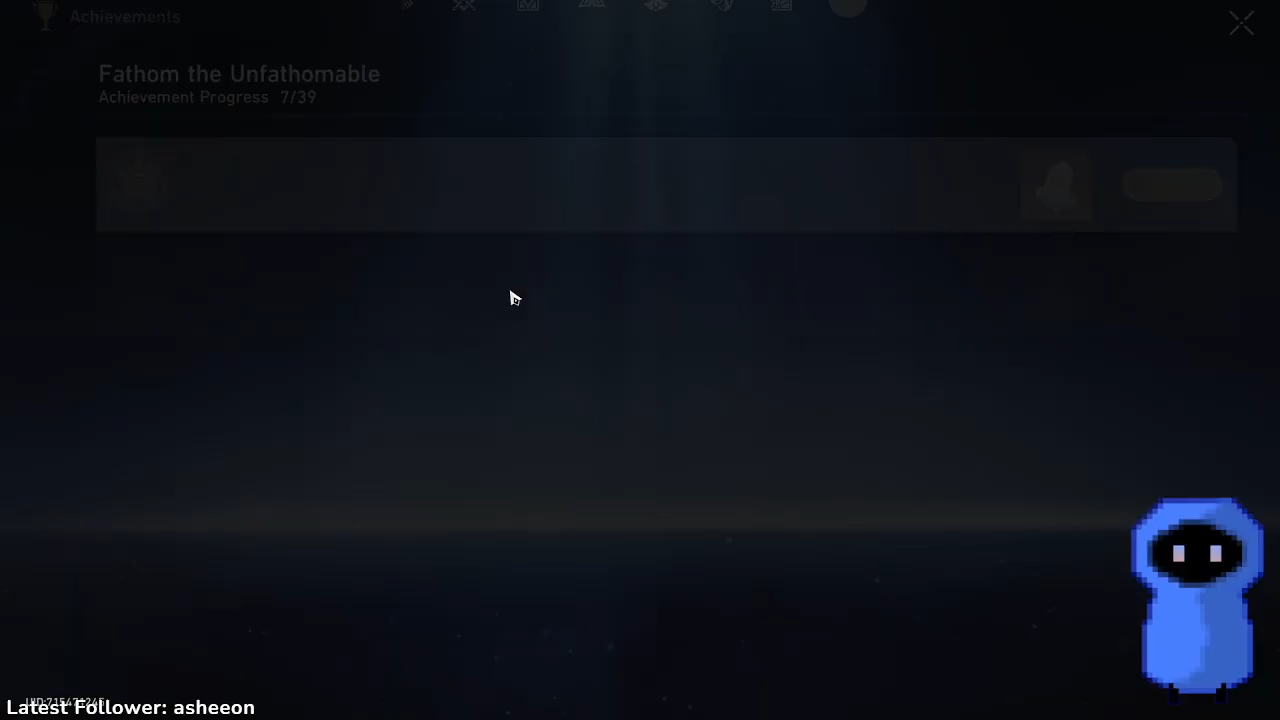 Achievements
Fathom the Unfathomable
Achievement Progress 7/39
Latest Follower: asheeon